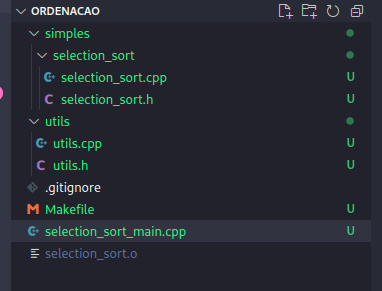 ORDENACAO
simples
selection_sort
selection_sort.cpp U
C selection_sort.h U
utils
utils.cpp U
C utils.h U
.gitignore
M Makefile U
selection_sort_main.cpp U
selection_sort.o